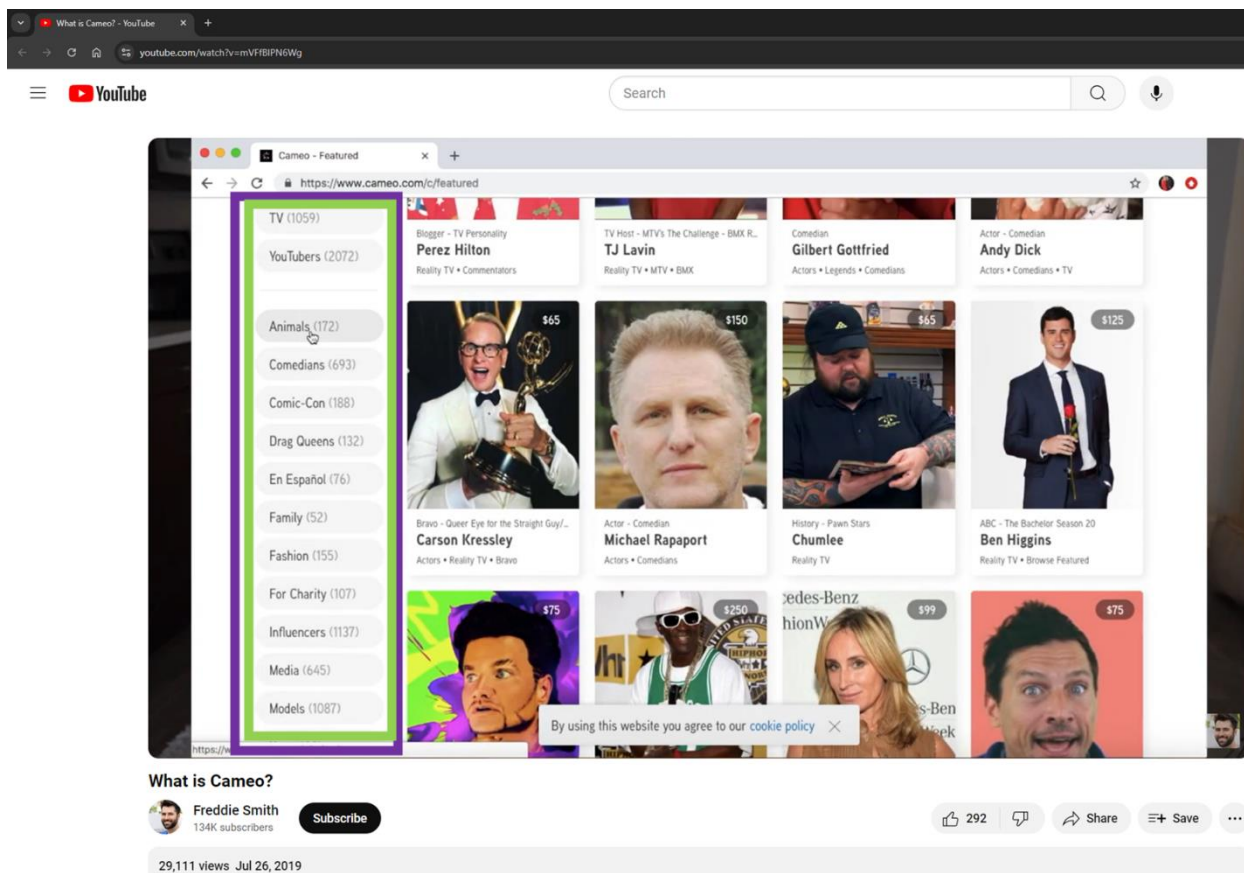 What is Cameo? - YouTube
youtube.com/watch?v=mVFfBIPN6Wg
YouTube
Search
Cameo - Featured
https://www.cameo.com/c/featured
TV (1059)
YouTubers (2072)
Animals (172)
Comedians (693)
Comic-Con (188)
Drag Queens (132)
En Español (76)
Family (52)
Fashion (155)
For Charity (107)
Influencers (1137)
Media (645)
Models (1087)
Blogger - TV Personality
Perez Hilton
Reality TV • Commentators
TV Host - MTV's The Challenge - BMX R...
TJ Lavin
Reality TV • MTV • BMX
Comedian
Gilbert Gottfried
Actors • Legends • Comedians
Actor - Comedian
Andy Dick
Actors • Comedians • TV
$65
Bravo - Queer Eye for the Straight Guy/...
Carson Kressley
Actors • Reality TV • Bravo
$150
Actor - Comedian
Michael Rapaport
Actors • Comedians
$65
History - Pawn Stars
Chumlee
Reality TV
$125
ABC - The Bachelor Season 20
Ben Higgins
Reality TV • Browse Featured
$75
$250
$99
$75
By using this website you agree to our cookie policy
https://w
What is Cameo?
Freddie Smith
134K subscribers
Subscribe
292
Share
Save
29,111 views Jul 26, 2019